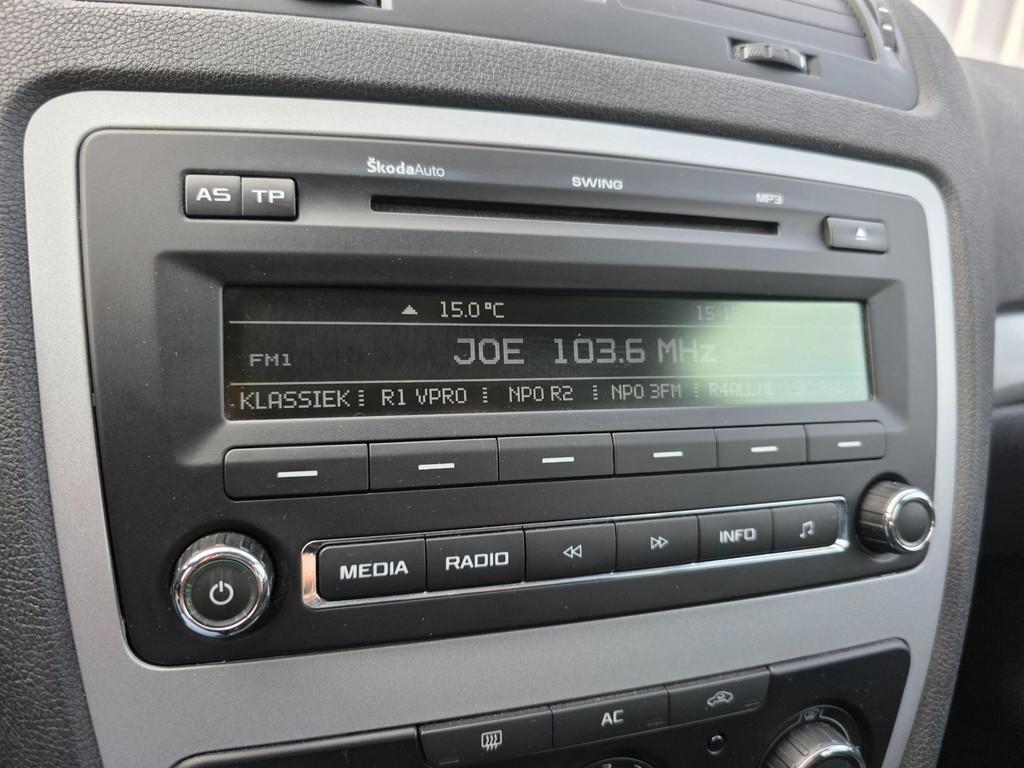 ŠkodaAuto SWING MP3
AS TP
15.0°C
FM1 JOE 103.6 MHz
KLASSIEK R1 VPRO NPO R2 NPO 3FM R4ALLNL
MEDIA RADIO INFO
AC